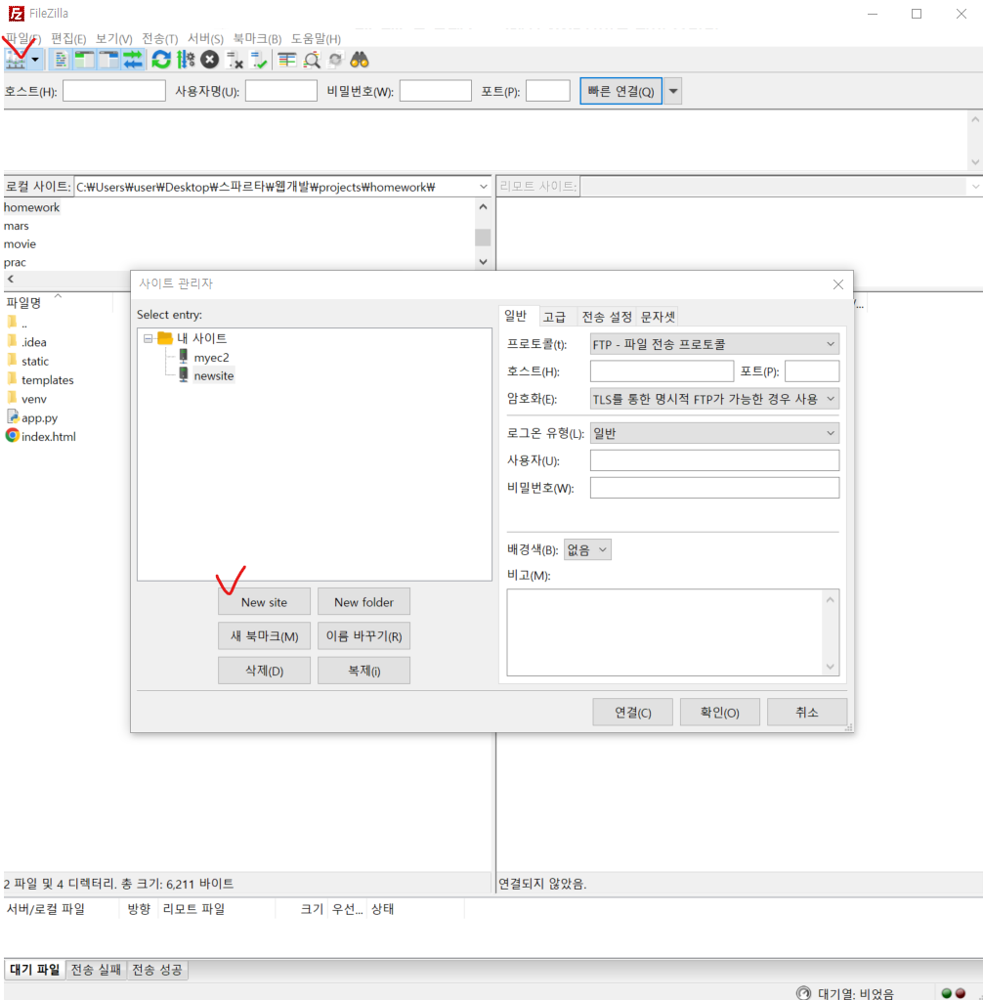 FileZilla
파일(F) 편집(E) 보기(V) 전송(T) 서버(S) 북마크(B) 도움말(H)
호스트(H): 사용자명(U): 비밀번호(W): 포트(P): 빠른 연결(Q)
로컬 사이트: C:₩Users₩user₩Desktop₩스파르타₩웹개발₩projects₩homework₩
리모트 사이트:
homework
mars
movie
prac
파일명
..
.idea
static
templates
venv
app.py
index.html
사이트 관리자
Select entry:
내 사이트
myec2
newsite
New site New folder
새 북마크(M) 이름 바꾸기(R)
삭제(D) 복제(i)
일반 고급 전송 설정 문자셋
프로토콜(t): FTP - 파일 전송 프로토콜
호스트(H): 포트(P):
암호화(E): TLS를 통한 명시적 FTP가 가능한 경우 사용
로그온 유형(L): 일반
사용자(U):
비밀번호(W):
배경색(B): 없음
비고(M):
연결(C) 확인(O) 취소
/...
2 파일 및 4 디렉터리. 총 크기: 6,211 바이트
연결되지 않았음.
서버/로컬 파일 방향 리모트 파일 크기 우선... 상태
대기 파일 전송 실패 전송 성공
대기열: 비었음